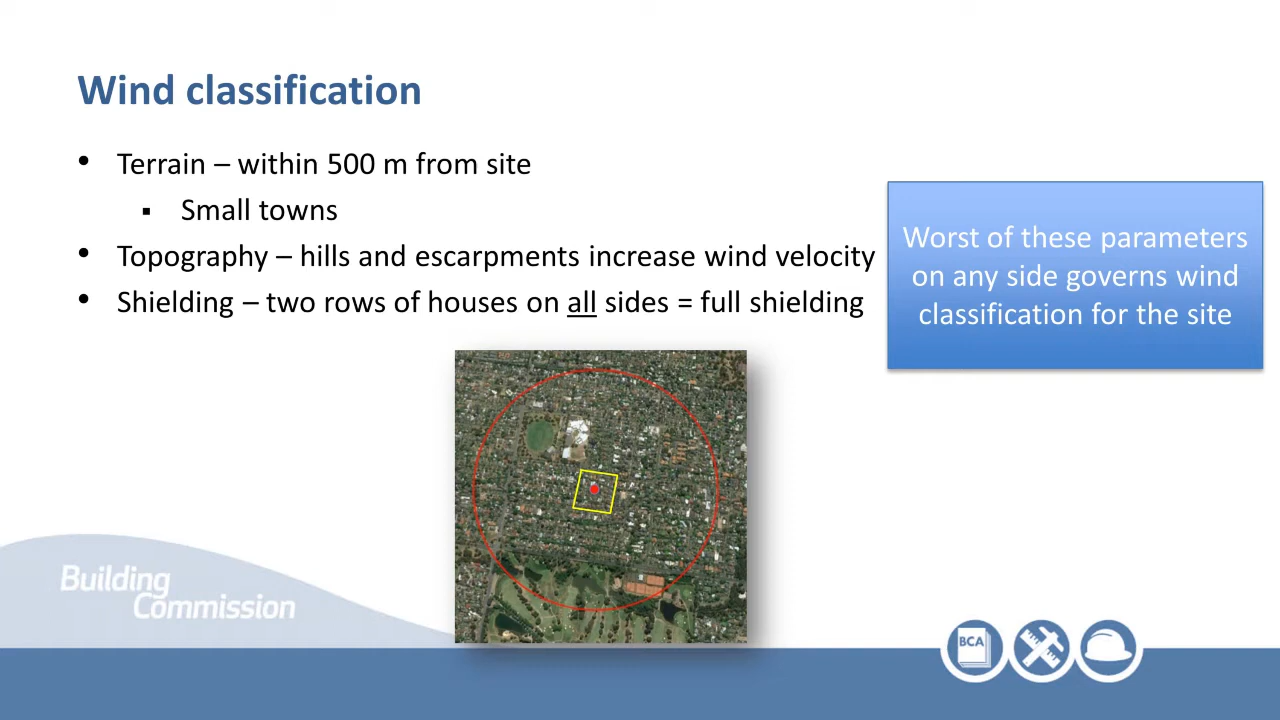 Wind classification
• Terrain – within 500 m from site
▪ Small towns
• Topography – hills and escarpments increase wind velocity
• Shielding – two rows of houses on all sides = full shielding
Worst of these parameters
on any side governs wind
classification for the site
Building
Commission
BCA